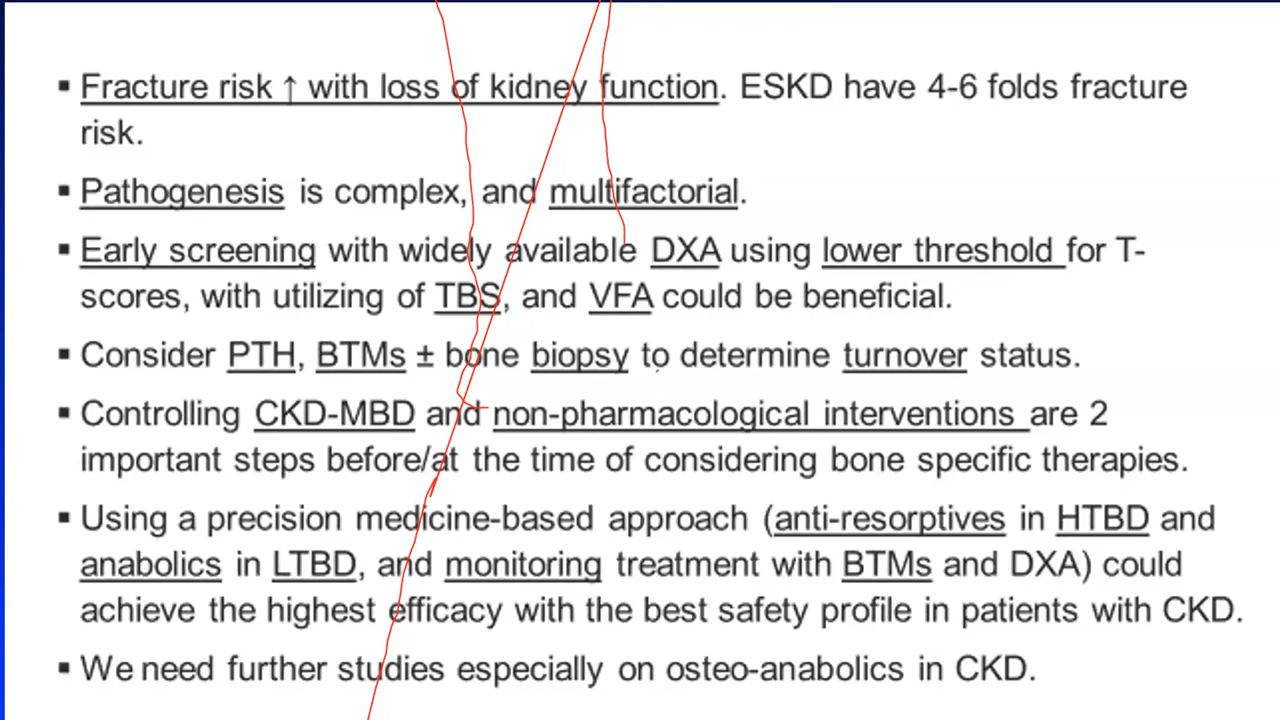 ▪ Fracture risk ↑ with loss of kidney function. ESKD have 4-6 folds fracture
risk.
▪ Pathogenesis is complex, and multifactorial.
▪ Early screening with widely available DXA using lower threshold for T-
scores, with utilizing of TBS, and VFA could be beneficial.
▪ Consider PTH, BTMs ± bone biopsy to determine turnover status.
▪ Controlling CKD-MBD and non-pharmacological interventions are 2
important steps before/at the time of considering bone specific therapies.
▪ Using a precision medicine-based approach (anti-resorptives in HTBD and
anabolics in LTBD, and monitoring treatment with BTMs and DXA) could
achieve the highest efficacy with the best safety profile in patients with CKD.
▪ We need further studies especially on osteo-anabolics in CKD.